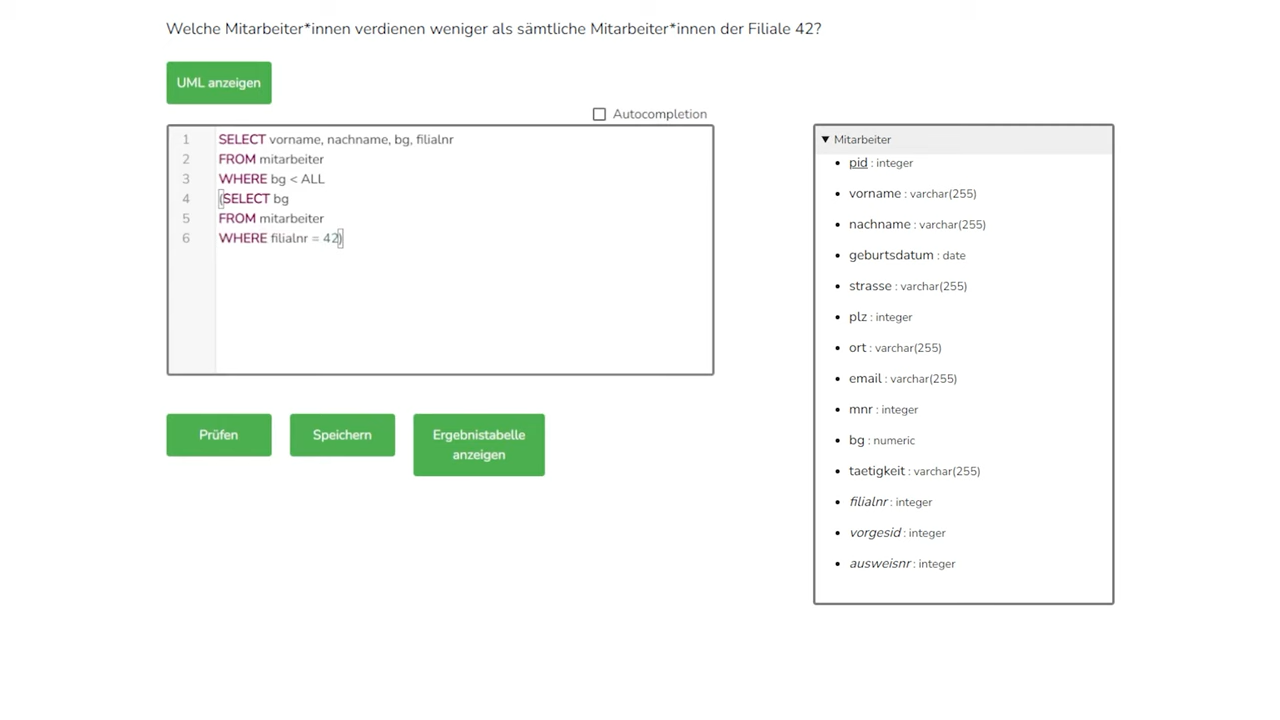 Welche Mitarbeiter*innen verdienen weniger als sämtliche Mitarbeiter*innen der Filiale 42?
UML anzeigen
Autocompletion
1 SELECT vorname, nachname, bg, filialnr
2 FROM mitarbeiter
3 WHERE bg < ALL
4 (SELECT bg
5 FROM mitarbeiter
6 WHERE filialnr = 42)
Prüfen
Speichern
Ergebnistabelle
anzeigen
▼ Mitarbeiter
• pid : integer
• vorname : varchar(255)
• nachname : varchar(255)
• geburtsdatum : date
• strasse : varchar(255)
• plz : integer
• ort : varchar(255)
• email : varchar(255)
• mnr : integer
• bg : numeric
• taetigkeit : varchar(255)
• filialnr : integer
• vorgesid : integer
• ausweisnr : integer